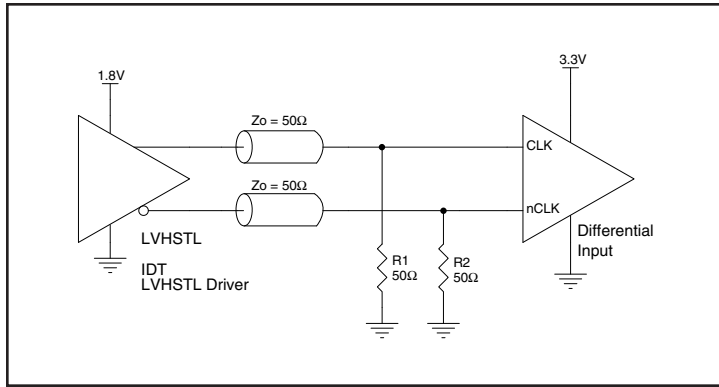 1.8V
3.3V
Zo = 50Ω
CLK
Zo = 50Ω
nCLK
LVHSTL
Differential
Input
R1
50Ω
R2
50Ω
IDT
LVHSTL Driver